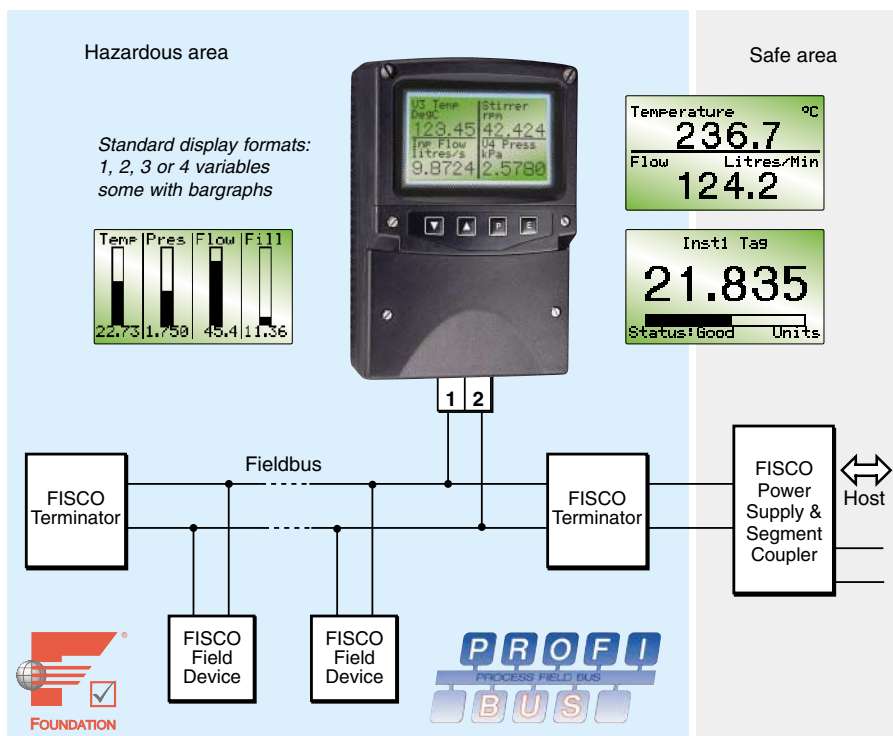 Hazardous area
Safe area
Standard display formats:
1, 2, 3 or 4 variables
some with bargraphs
U3 Temp
DegC
123.45
Stirrer
rpm
42.424
Inp Flow
litres/s
9.8724
U4 Press
kPa
2.5780
P
E
Temperature °C
236.7
Flow Litres/Min
124.2
Temp Pres Flow Fill
22.73 1.750 45.4 11.36
Inst1 Tag
21.835
Status:Good Units
1 2
Fieldbus
FISCO
Terminator
FISCO
Terminator
FISCO
Power
Supply &
Segment
Coupler
Host
FISCO
Field
Device
FISCO
Field
Device
®
FOUNDATION
PROFI
PROCESS FIELD BUS
BUS